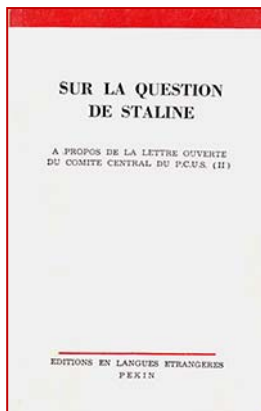 SUR LA QUESTION
DE STALINE
A PROPOS DE LA LETTRE OUVERTE
DU COMITE CENTRAL DU P.C.U.S. (II)
EDITIONS EN LANGUES ETRANGERES
PEKIN